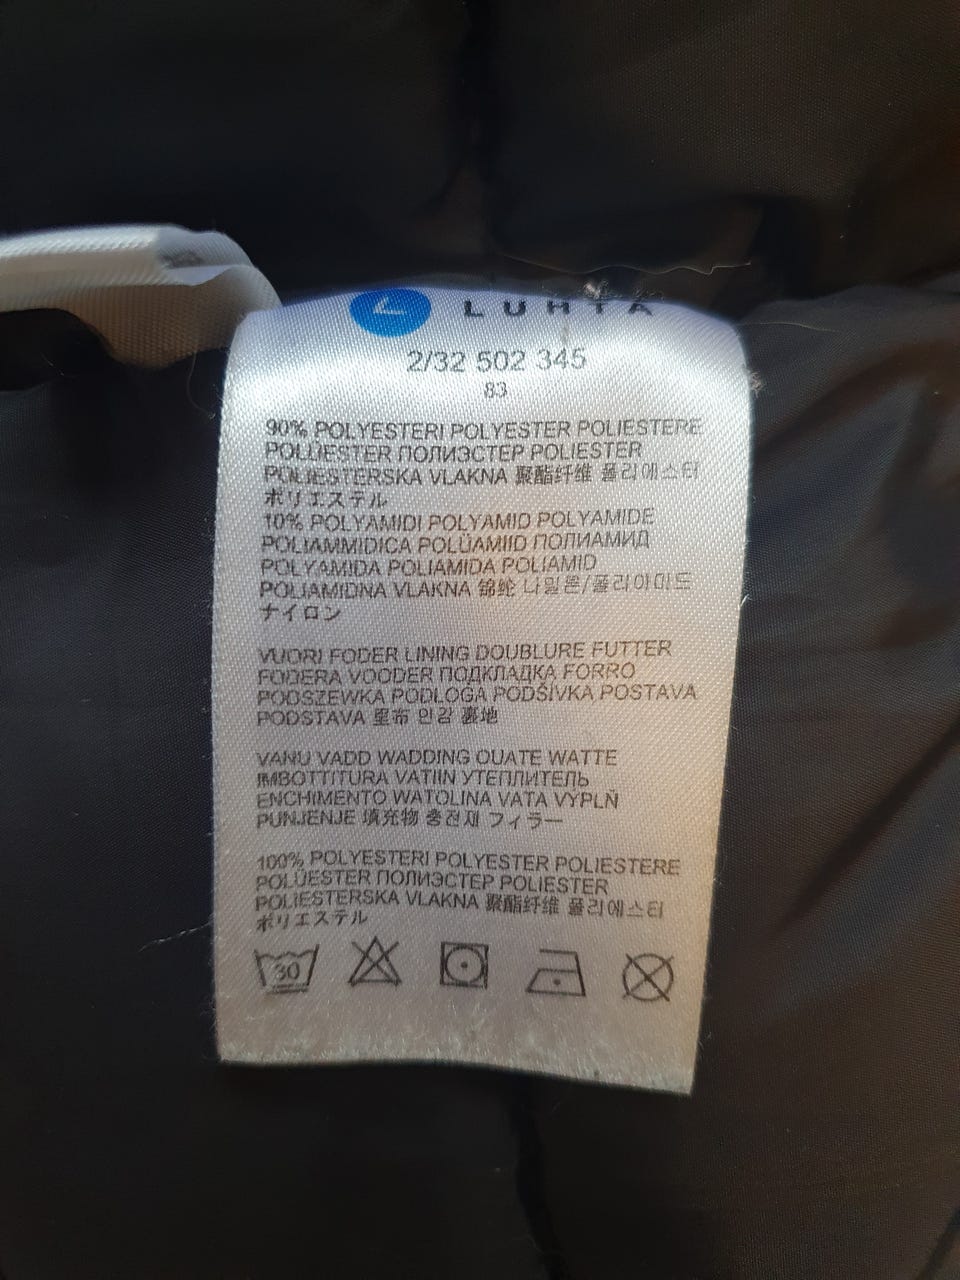 LUHTA
2/32 502 345
83
90% POLYESTERI POLYESTER POLIESTERE
POLÜESTER ПОЛИЭСТЕР POLIESTER
POLIESTERSKA VLAKNA 聚酯纤维 폴리에스터
ポリエステル
10% POLYAMIDI POLYAMID POLYAMIDE
POLIAMMIDICA POLÜAMIID ПОЛИАМИД
POLYAMIDA POLIAMIDA POLIAMID
POLIAMIDNA VLAKNA 锦纶 나일론/폴리아미드
ナイロン
VUORI FODER LINING DOUBLURE FUTTER
FODERA VOODER ПОДКЛАДКА FORRO
PODSZEWKA PODLOGA PODŠÍVKA POSTAVA
PODSTAVA 里布 안감 裏地
VANU VADD WADDING OUATE WATTE
IMBOTTITURA VATIIN УТЕПЛИТЕЛЬ
ENCHIMENTO WATOLINA VATA VÝPLŇ
PUNJENJE 填充物 충전재 フィラー
100% POLYESTERI POLYESTER POLIESTERE
POLÜESTER ПОЛИЭСТЕР POLIESTER
POLIESTERSKA VLAKNA 聚酯纤维 폴리에스터
ポリエステル
30